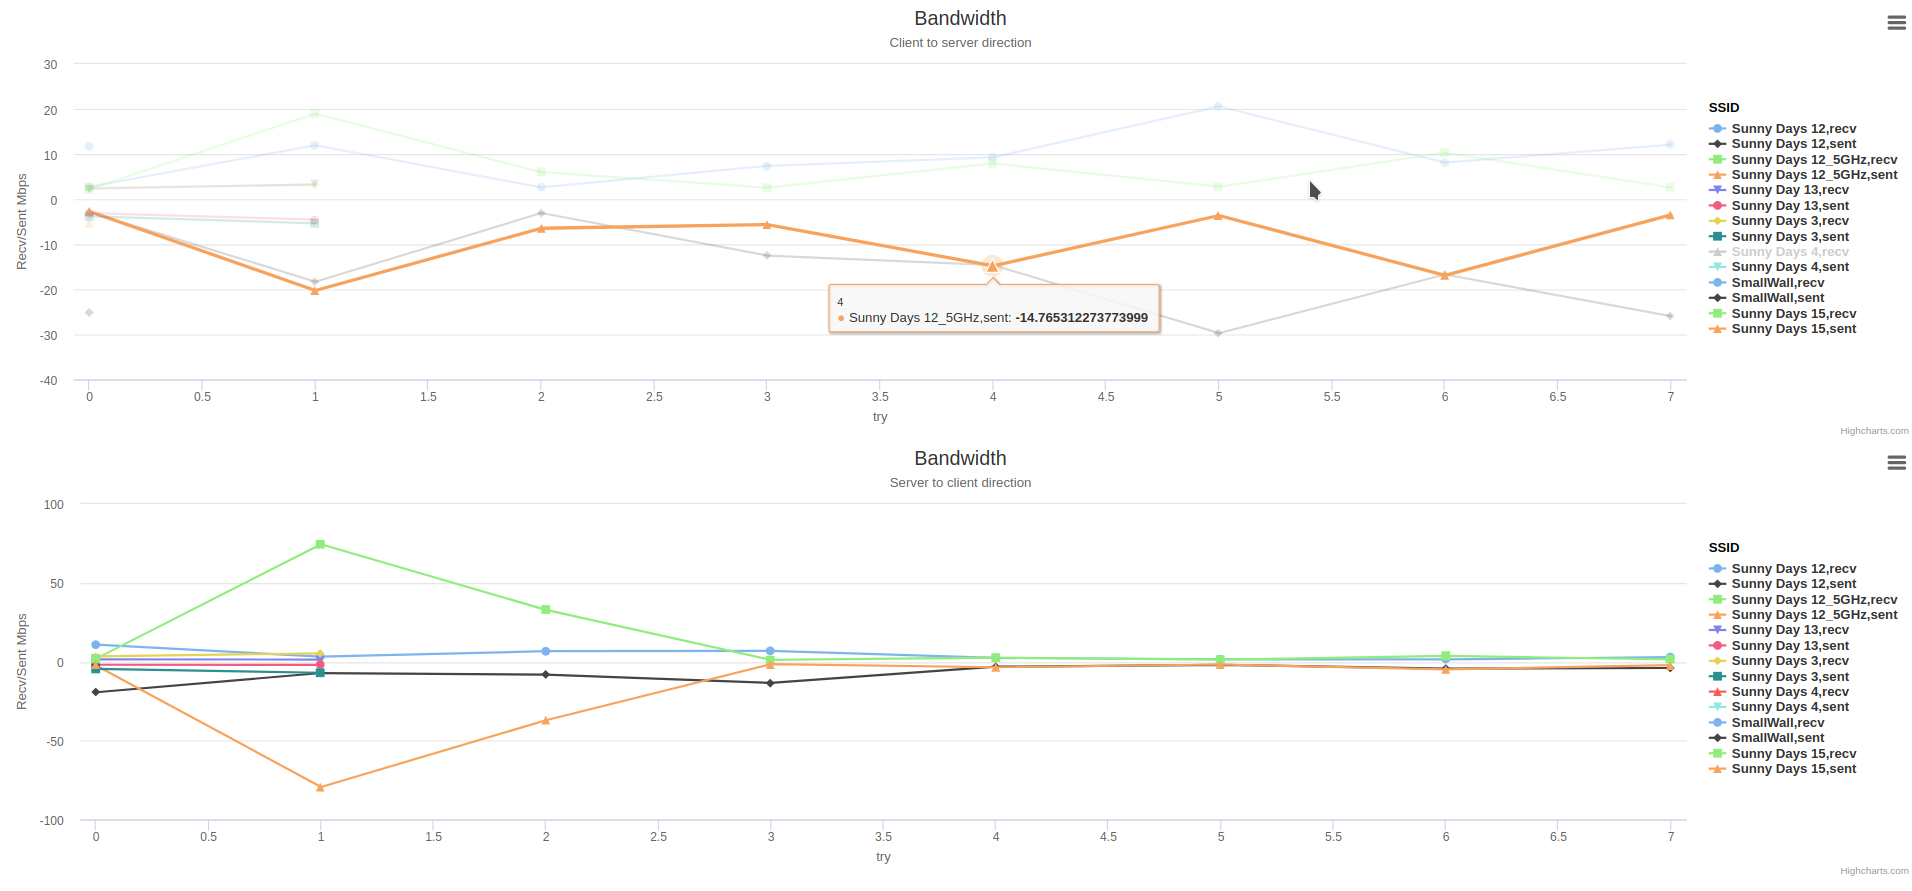 Bandwidth
Client to server direction
30
20
10
0
-10
-20
-30
-40
Recv/Sent Mbps
4
Sunny Days 12_5GHz,sent: -14.765312273773999
0 0.5 1 1.5 2 2.5 3 3.5 4 4.5 5 5.5 6 6.5 7
try
SSID
Sunny Days 12,recv
Sunny Days 12,sent
Sunny Days 12_5GHz,recv
Sunny Days 12_5GHz,sent
Sunny Day 13,recv
Sunny Day 13,sent
Sunny Days 3,recv
Sunny Days 3,sent
Sunny Days 4,recv
Sunny Days 4,sent
SmallWall,recv
SmallWall,sent
Sunny Days 15,recv
Sunny Days 15,sent
Highcharts.com
Bandwidth
Server to client direction
100
50
0
-50
-100
Recv/Sent Mbps
0 0.5 1 1.5 2 2.5 3 3.5 4 4.5 5 5.5 6 6.5 7
try
SSID
Sunny Days 12,recv
Sunny Days 12,sent
Sunny Days 12_5GHz,recv
Sunny Days 12_5GHz,sent
Sunny Day 13,recv
Sunny Day 13,sent
Sunny Days 3,recv
Sunny Days 3,sent
Sunny Days 4,recv
Sunny Days 4,sent
SmallWall,recv
SmallWall,sent
Sunny Days 15,recv
Sunny Days 15,sent
Highcharts.com